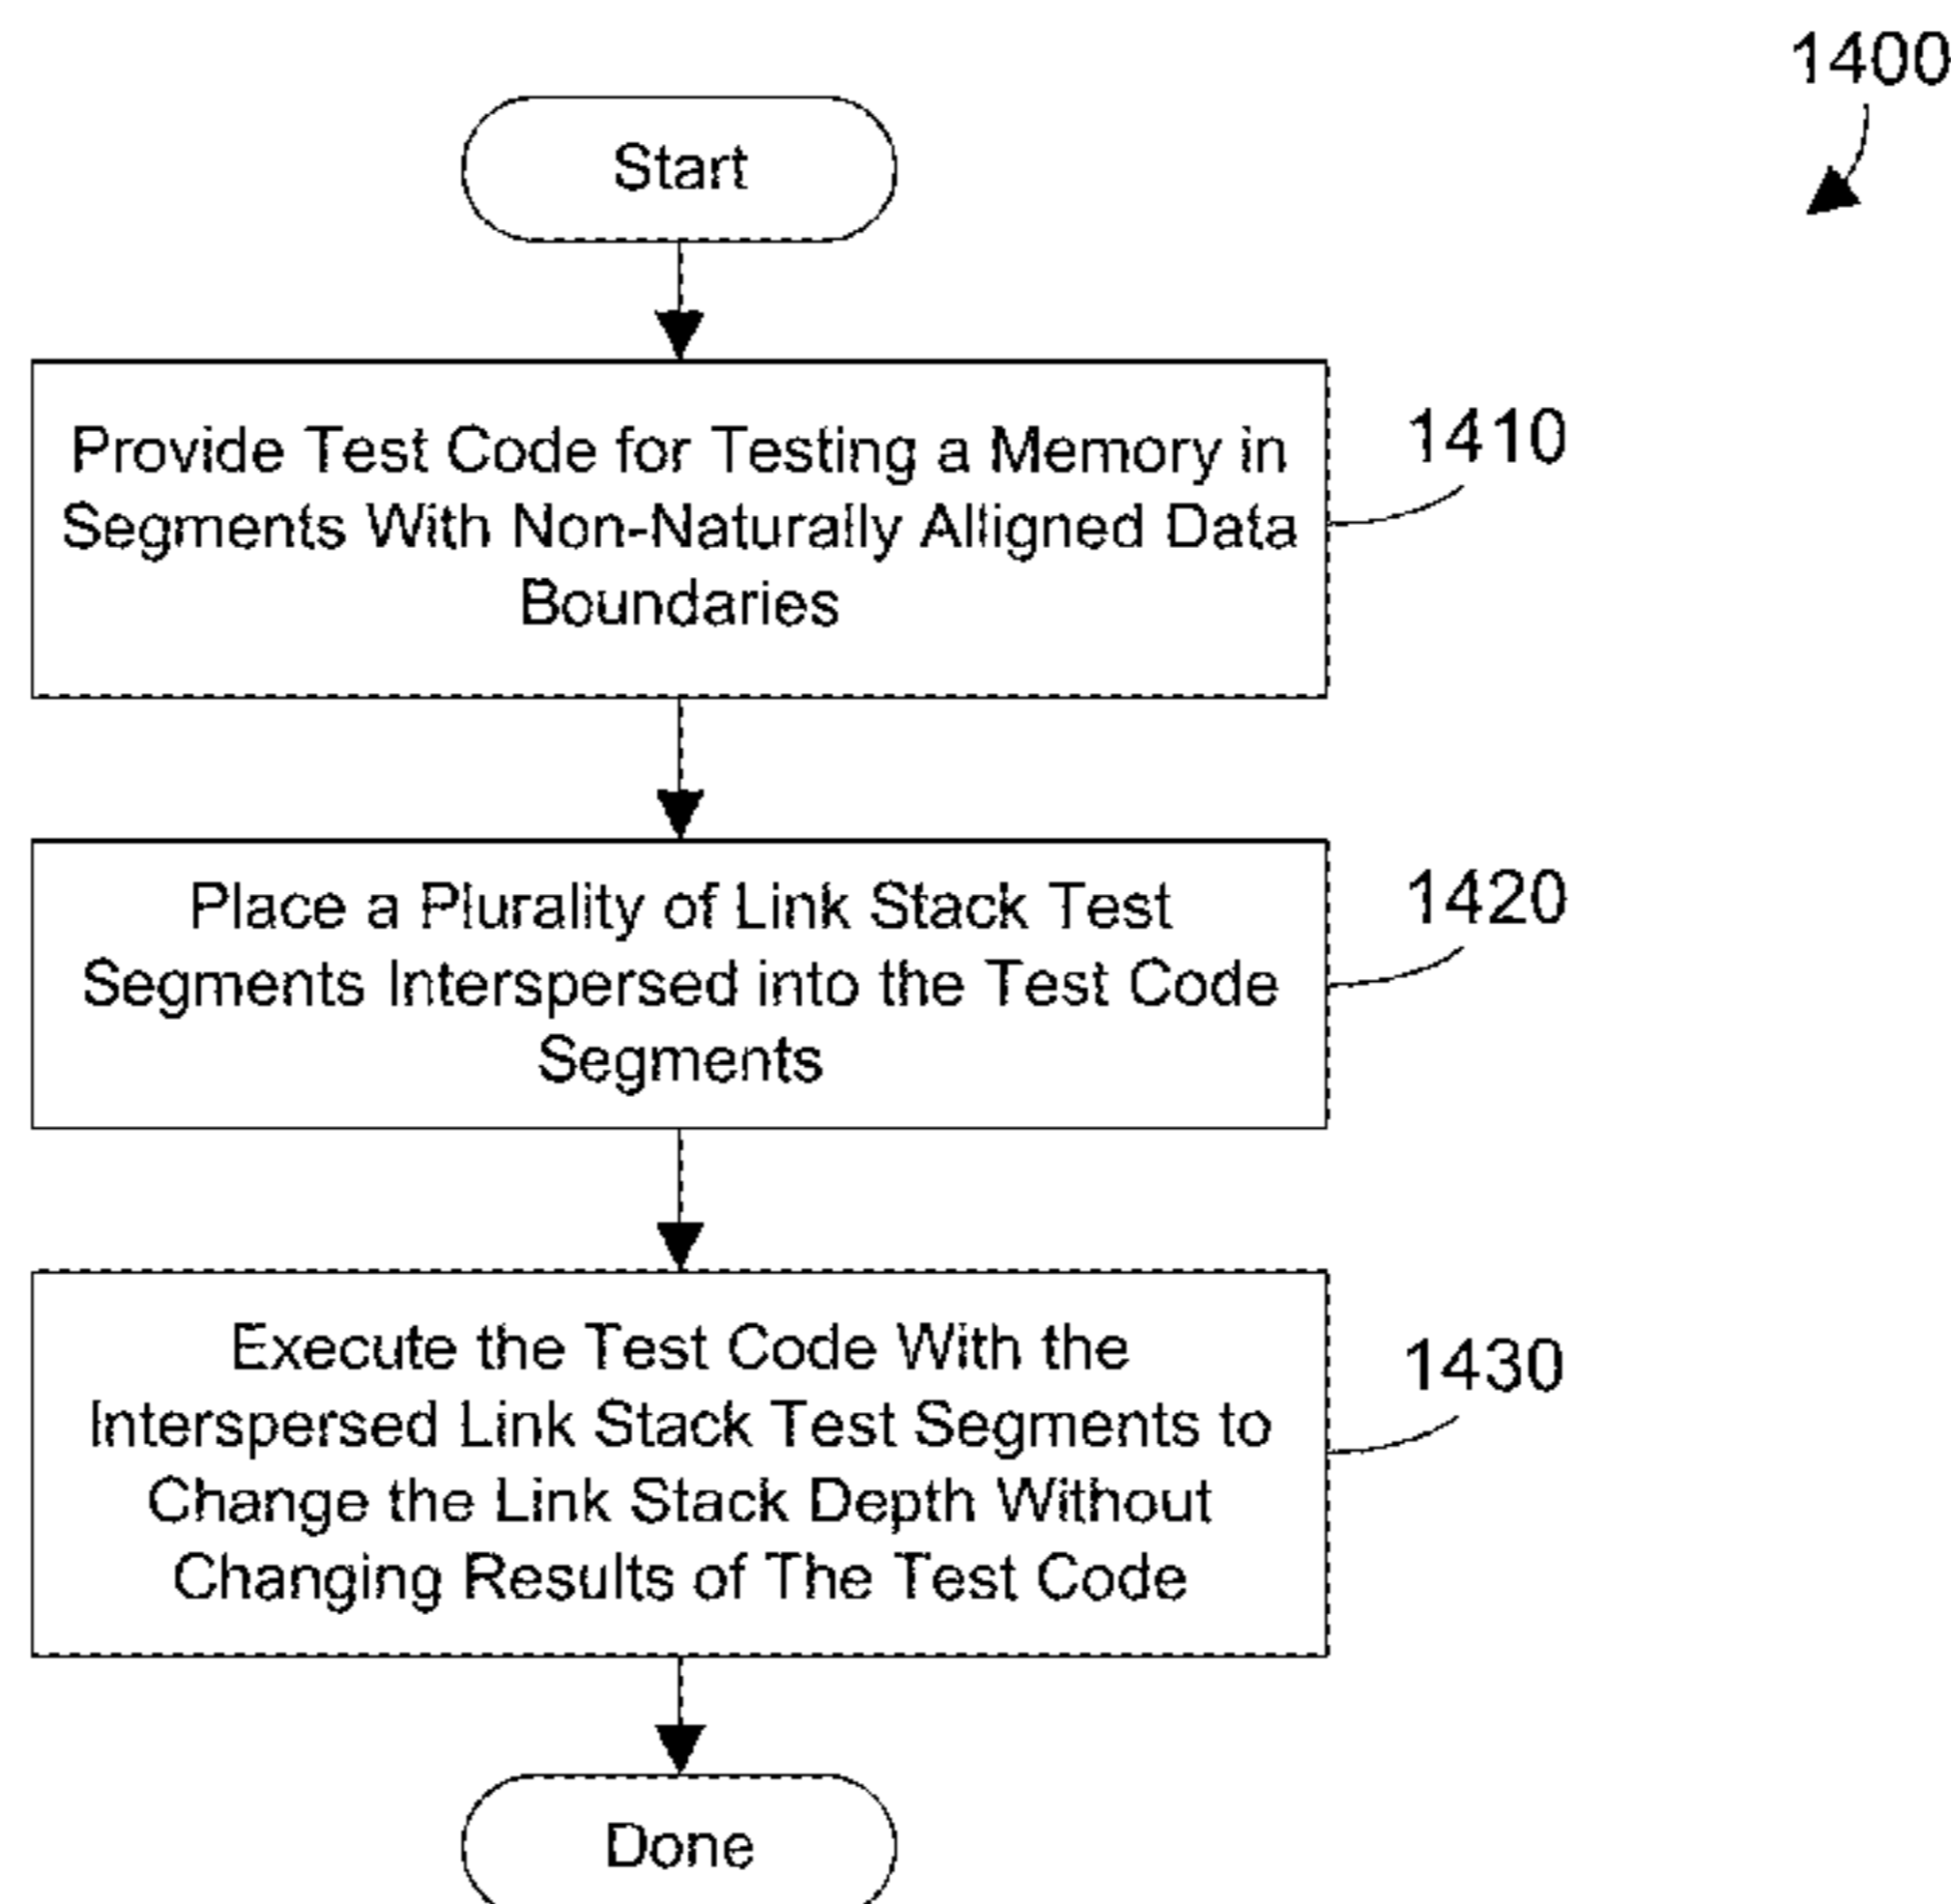 1400
Start
Provide Test Code for Testing a Memory in
Segments With Non-Naturally Alligned Data
Boundaries
1410
Place a Plurality of Link Stack Test
Segments Interspersed into the Test Code
Segments
1420
Execute the Test Code With the
Interspersed Link Stack Test Segments to
Change the Link Stack Depth Without
Changing Results of The Test Code
1430
Done